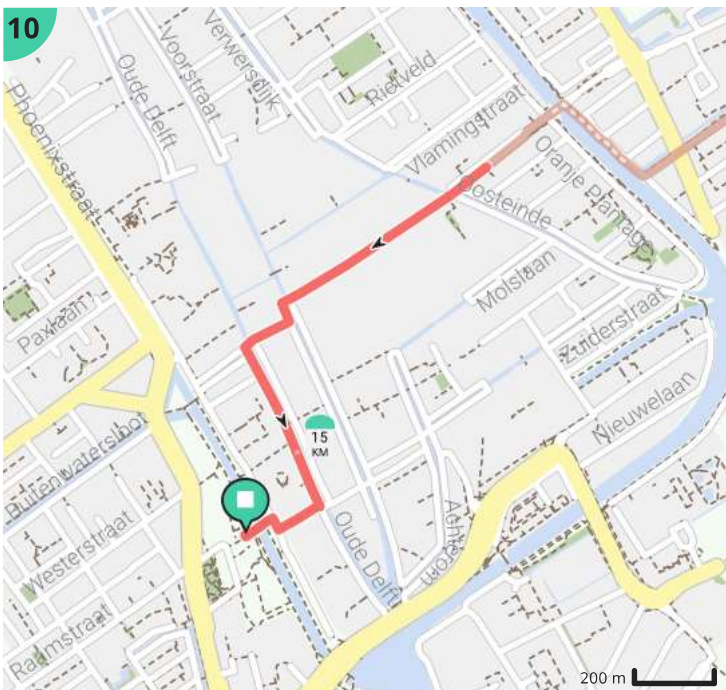 10
Oude Delft
Voorstraat
Verwersdijk
Rietveld
Phoenixstraat
Vlamingstraat
Oranje Plantage
Oosteinde
Molslaan
Paxlaan
Zuiderstraat
Nieuwelaan
15
KM
Buitenwatersloot
Westerstraat
Oude Delft
Achterom
Raamstraat
200 m